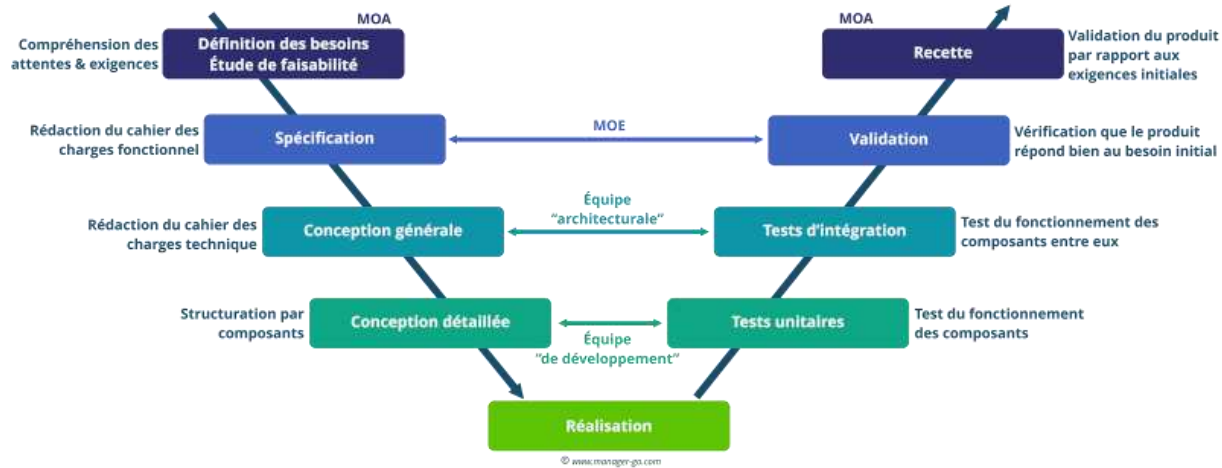 MOA
Définition des besoins
Étude de faisabilité
Compréhension des
attentes & exigences
MOA
Recette
Validation du produit
par rapport aux
exigences initiales
Rédaction du cahier des
charges fonctionnel
Spécification
MOE
Validation
Vérification que le produit
répond bien au besoin initial
Rédaction du cahier des
charges technique
Conception générale
Équipe
“architecturale”
Tests d’intégration
Test du fonctionnement des
composants entre eux
Structuration par
composants
Conception détaillée
Équipe
“de développement”
Tests unitaires
Test du fonctionnement
des composants
Réalisation
© www.manager-go.com